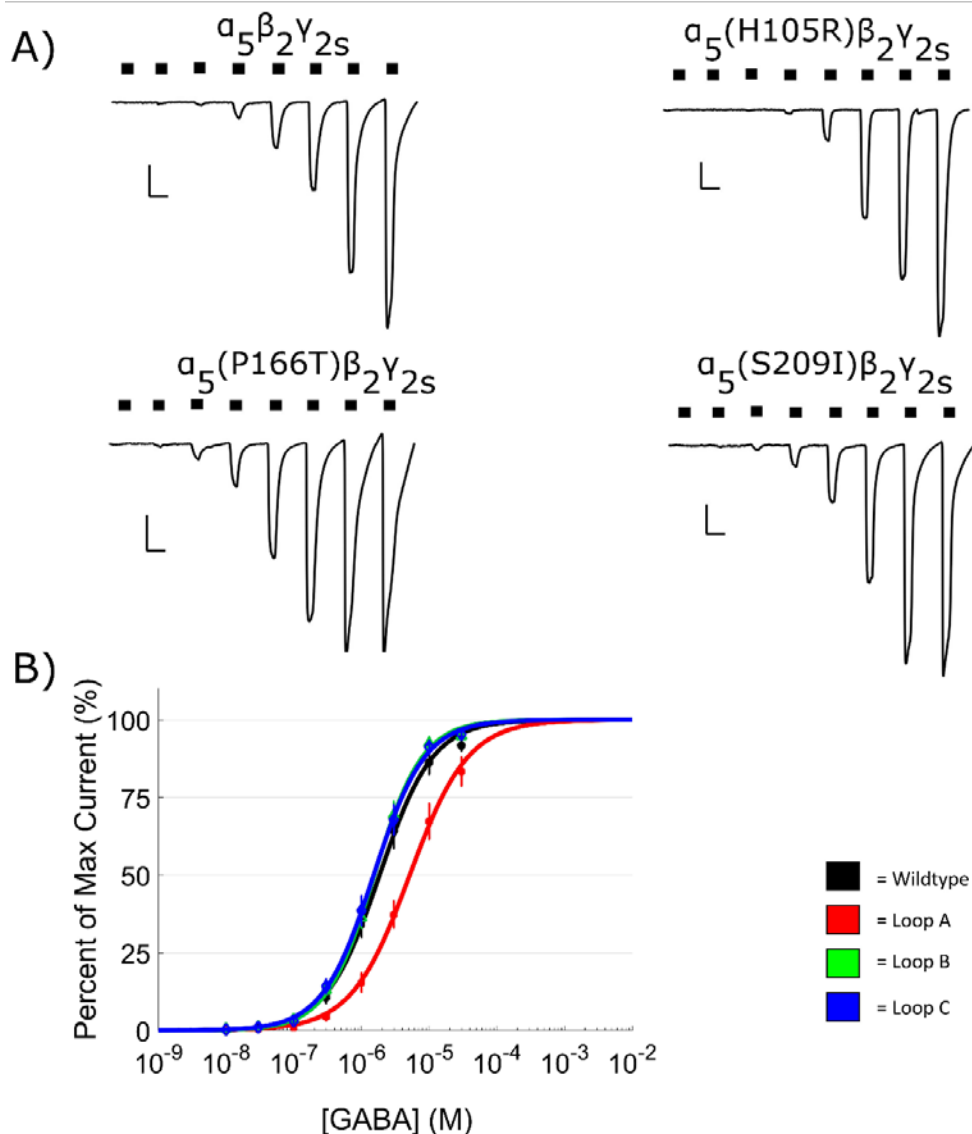 A)
α₅β₂γ₂ₛ
α₅(H105R)β₂γ₂ₛ
α₅(P166T)β₂γ₂ₛ
α₅(S209I)β₂γ₂ₛ
B)
Percent of Max Current (%)
100
75
50
25
0
10⁻⁹ 10⁻⁸ 10⁻⁷ 10⁻⁶ 10⁻⁵ 10⁻⁴ 10⁻³ 10⁻²
[GABA] (M)
= Wildtype
= Loop A
= Loop B
= Loop C